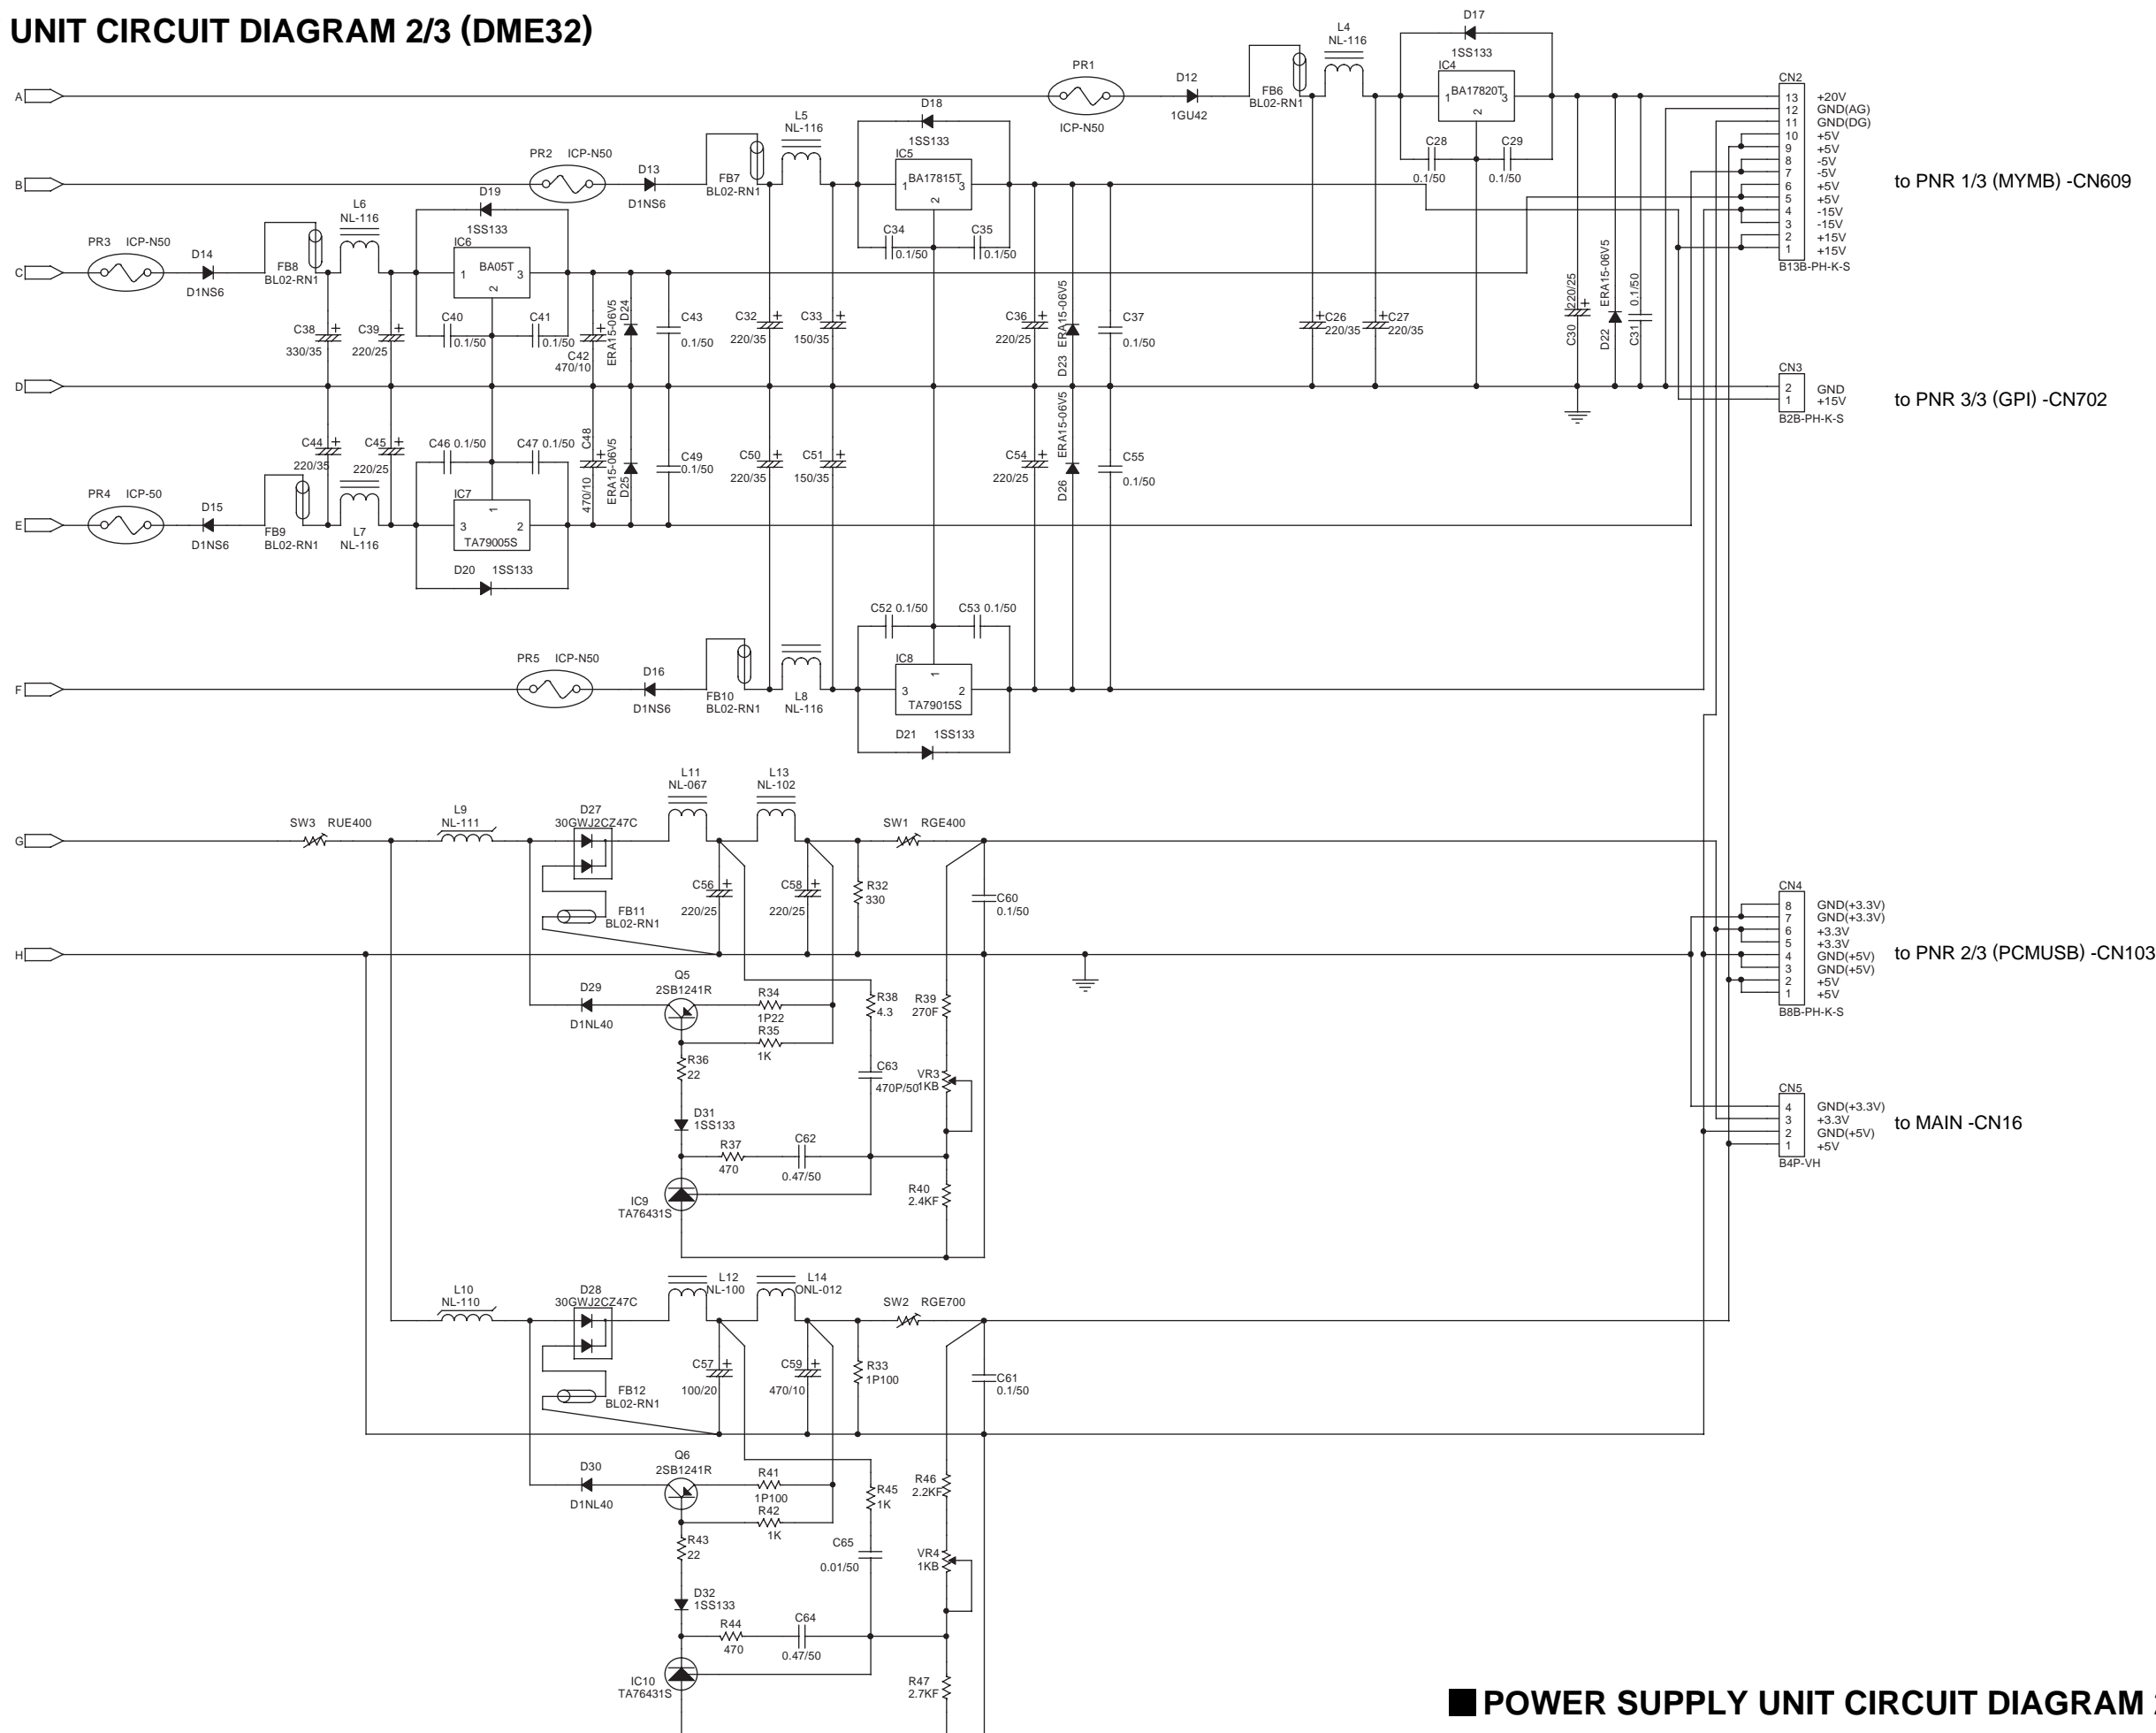 UNIT CIRCUIT DIAGRAM 2/3 (DME32)
D17
1SS133
L4
NL-116
PR1
ICP-N50
D12
1GU42
FB6
BL02-RN1
IC4
BA17820T
1
3
2
A
C28
0.1/50
C29
0.1/50
CN2
13 +20V
12 GND(AG)
11 GND(DG)
10 +5V
9 +5V
8 -5V
7 -5V
6 +5V
5 +5V
4 -15V
3 -15V
2 +15V
1 +15V
B13B-PH-K-S
to PNR 1/3 (MYMB) -CN609
B
PR2 ICP-N50
D13
D1NS6
FB7
BL02-RN1
L5
NL-116
D18
1SS133
IC5
BA17815T
1
3
2
C34
0.1/50
C35
0.1/50
C
PR3 ICP-N50
D14
D1NS6
FB8
BL02-RN1
L6
NL-116
D19
1SS133
IC6
BA05T
1
3
2
C38
330/35
C39
220/25
C40
0.1/50
C41
0.1/50
C42
470/10
ERA15-06V5
D24
C43
0.1/50
C32
220/35
C33
150/35
C36
220/25
ERA15-06V5
D23
C37
0.1/50
C26
220/35
C27
220/35
C30 220/25
ERA15-06V5
D22
C31 0.1/50
D
CN3
2 GND
1 +15V
B2B-PH-K-S
to PNR 3/3 (GPI) -CN702
C44
220/35
C45
220/25
C46 0.1/50
C47 0.1/50
C48
470/10
ERA15-06V5
D25
C49
0.1/50
C50
220/35
C51
150/35
C54
220/25
ERA15-06V5
D26
C55
0.1/50
E
PR4 ICP-50
D15
D1NS6
FB9
BL02-RN1
L7
NL-116
IC7
1
3
2
TA79005S
D20 1SS133
C52 0.1/50
C53 0.1/50
F
PR5 ICP-N50
D16
D1NS6
FB10
BL02-RN1
L8
NL-116
IC8
1
3
2
TA79015S
D21 1SS133
G
SW3 RUE400
L9
NL-111
D27
30GWJ2CZ47C
L11
NL-067
L13
NL-102
SW1 RGE400
FB11
BL02-RN1
C56
220/25
C58
220/25
R32
330
C60
0.1/50
CN4
8 GND(+3.3V)
7 GND(+3.3V)
6 +3.3V
5 +3.3V
4 GND(+5V)
3 GND(+5V)
2 +5V
1 +5V
B8B-PH-K-S
to PNR 2/3 (PCMUSB) -CN103
H
D29
D1NL40
Q5
2SB1241R
R34
1P22
R35
1K
R38
4.3
R39
270F
R36
22
C63
470P/50
VR3
1KB
D31
1SS133
R37
470
C62
0.47/50
IC9
TA76431S
R40
2.4KF
CN5
4 GND(+3.3V)
3 +3.3V
2 GND(+5V)
1 +5V
B4P-VH
to MAIN -CN16
L10
NL-110
D28
30GWJ2CZ47C
L12
NL-100
L14
ONL-012
SW2 RGE700
FB12
BL02-RN1
C57
100/20
C59
470/10
R33
1P100
C61
0.1/50
D30
D1NL40
Q6
2SB1241R
R41
1P100
R42
1K
R45
1K
R46
2.2KF
R43
22
C65
0.01/50
VR4
1KB
D32
1SS133
R44
470
C64
0.47/50
IC10
TA76431S
R47
2.7KF
■ POWER SUPPLY UNIT CIRCUIT DIAGRAM